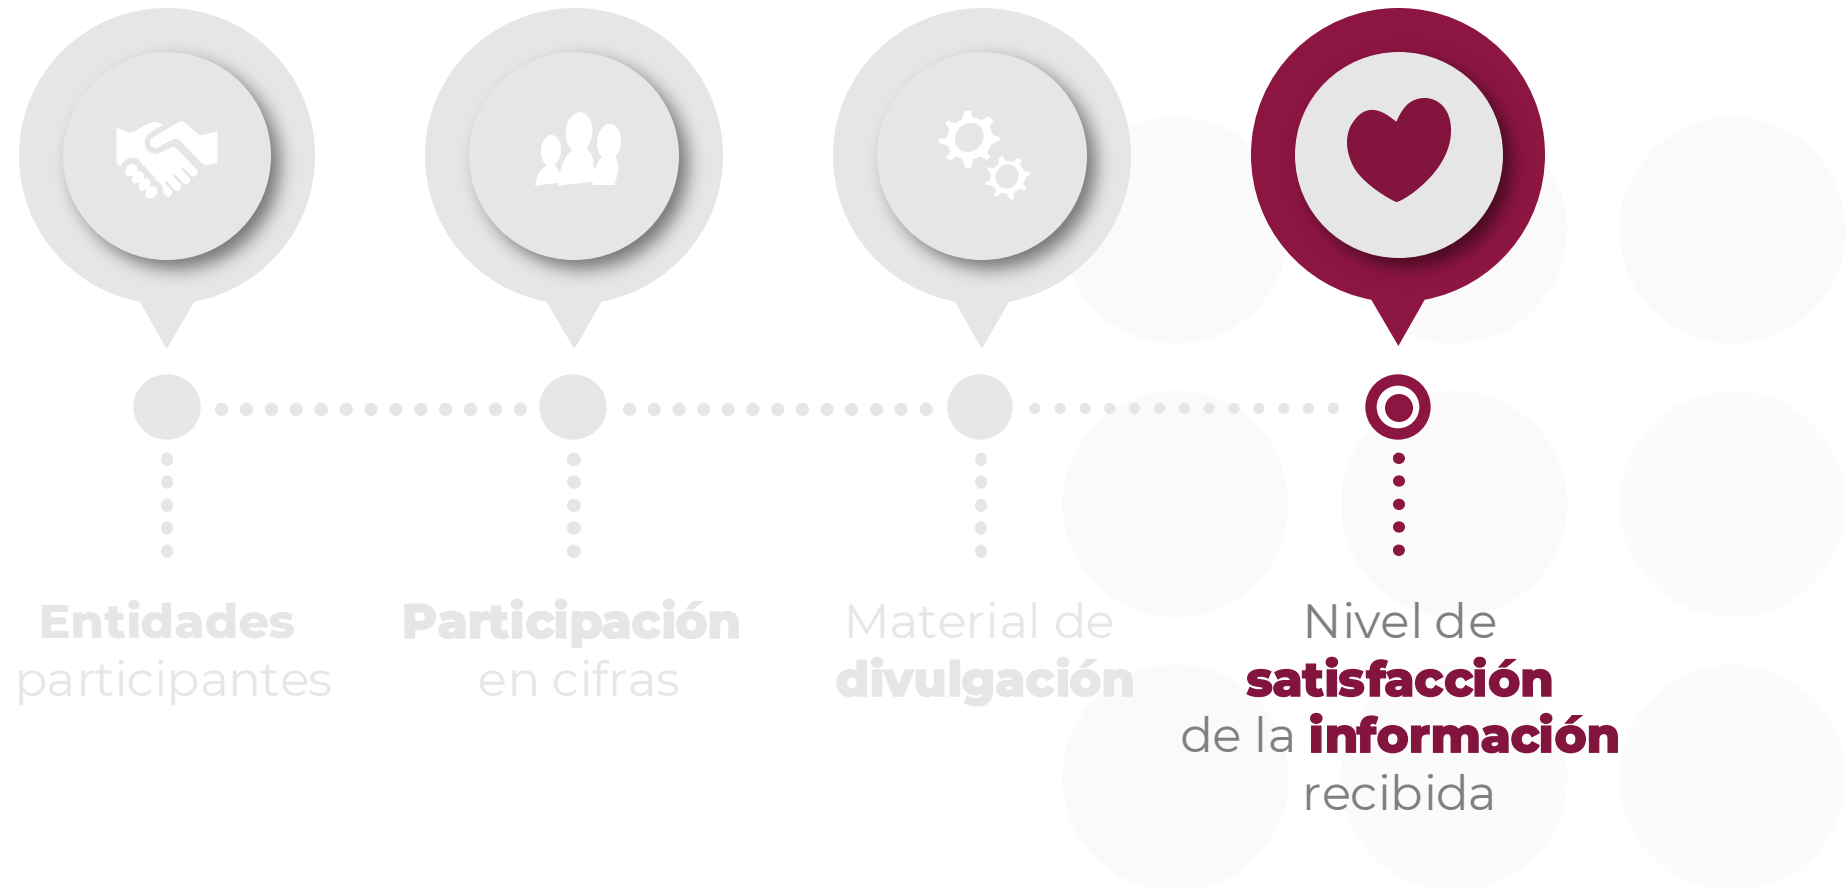 Entidades
participantes
Participación
en cifras
Material de
divulgación
Nivel de
satisfacción
de la información
recibida